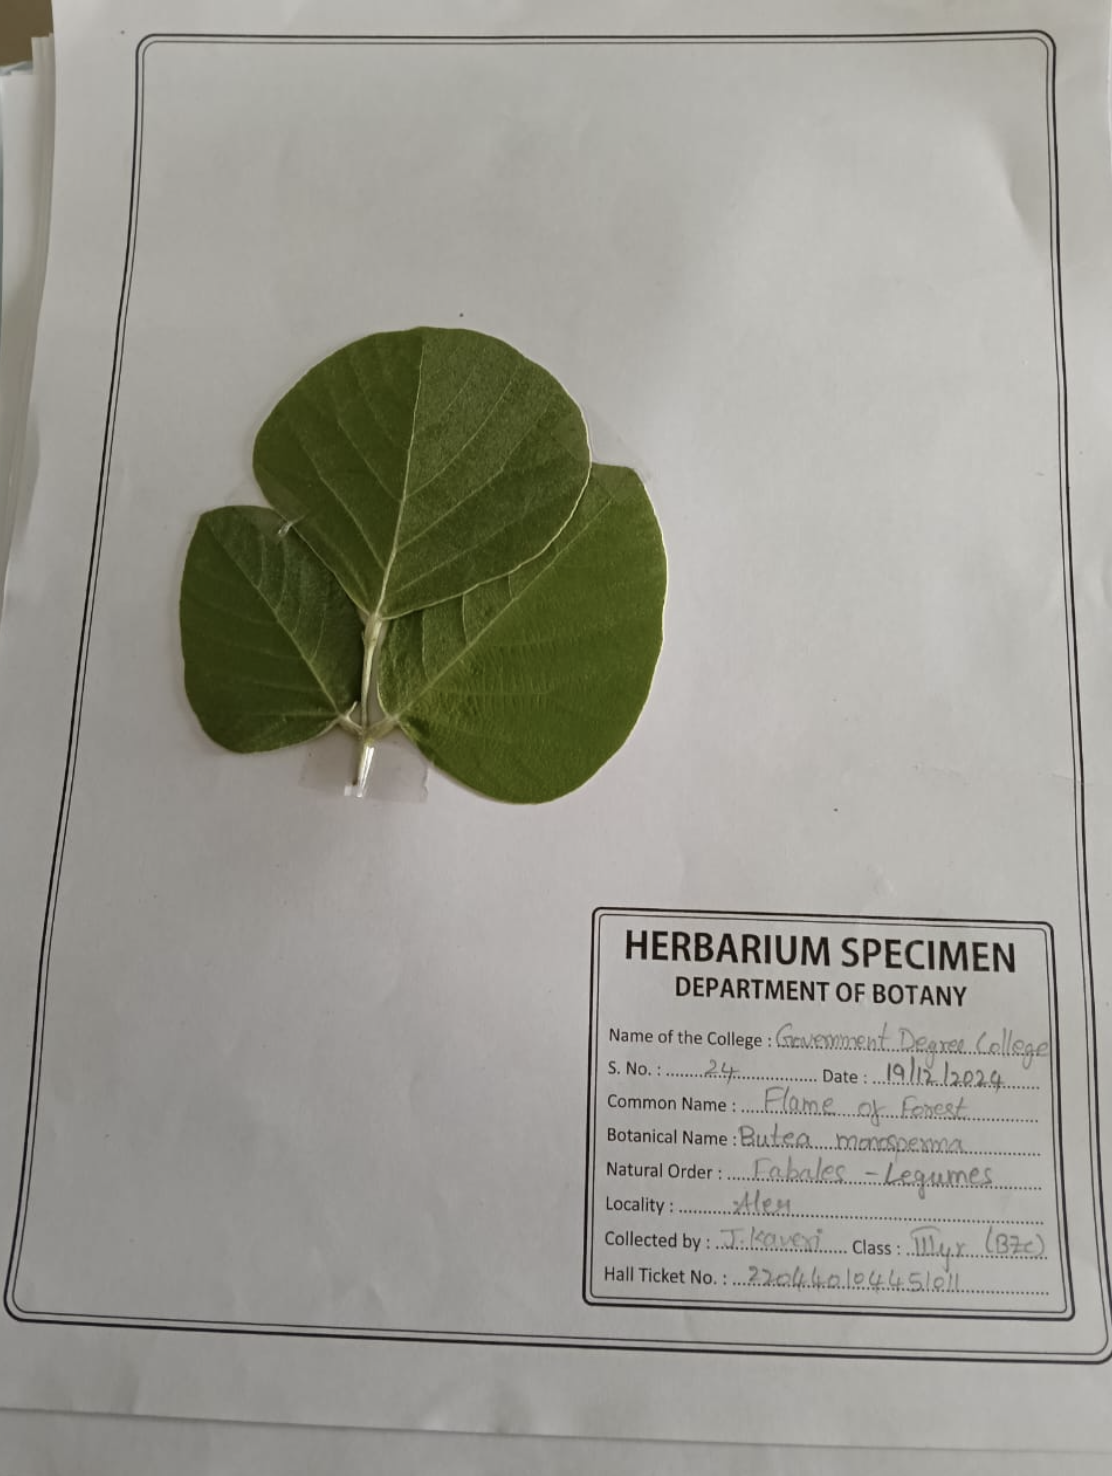 HERBARIUM SPECIMEN
DEPARTMENT OF BOTANY
Name of the College : Government Degree College
S. No. : 24 Date : 19/12/2024
Common Name : Flame of Forest
Botanical Name : Butea monosperma
Natural Order : Fabales - Legumes
Locality : Aler
Collected by : J. Kaveri Class : III yr (BZC)
Hall Ticket No. : 220440104451011